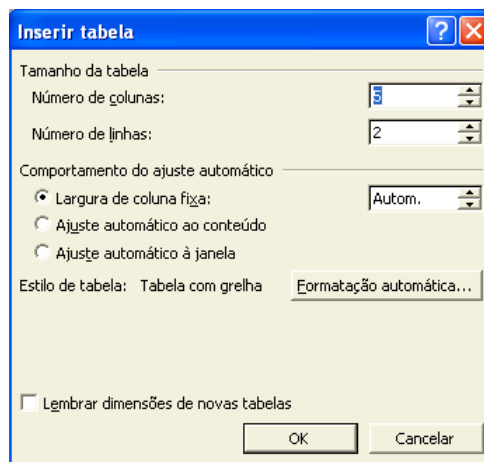 Inserir tabela
Tamanho da tabela
Número de colunas: 5
Número de linhas: 2
Comportamento do ajuste automático
Largura de coluna fixa: Autom.
Ajuste automático ao conteúdo
Ajuste automático à janela
Estilo de tabela: Tabela com grelha Formatação automática...
Lembrar dimensões de novas tabelas
OK Cancelar